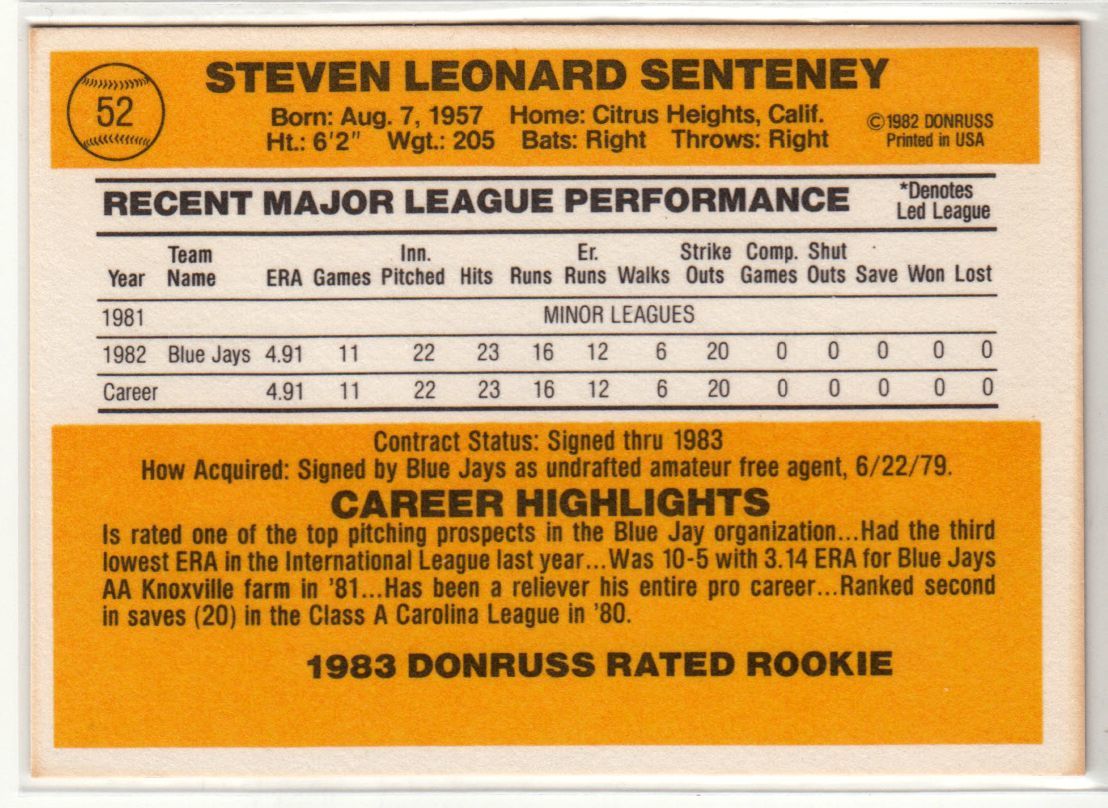 52
STEVEN LEONARD SENTENEY
Born: Aug. 7, 1957 Home: Citrus Heights, Calif.
Ht.: 6'2" Wgt.: 205 Bats: Right Throws: Right
©1982 DONRUSS
Printed in USA
RECENT MAJOR LEAGUE PERFORMANCE
*Denotes
Led League
Team Inn. Er. Strike Comp. Shut
Year Name ERA Games Pitched Hits Runs Runs Walks Outs Games Outs Save Won Lost
1981 MINOR LEAGUES
1982 Blue Jays 4.91 11 22 23 16 12 6 20 0 0 0 0 0
Career 4.91 11 22 23 16 12 6 20 0 0 0 0 0
Contract Status: Signed thru 1983
How Acquired: Signed by Blue Jays as undrafted amateur free agent, 6/22/79.
CAREER HIGHLIGHTS
Is rated one of the top pitching prospects in the Blue Jay organization...Had the third
lowest ERA in the International League last year...Was 10-5 with 3.14 ERA for Blue Jays
AA Knoxville farm in '81...Has been a reliever his entire pro career...Ranked second
in saves (20) in the Class A Carolina League in '80.
1983 DONRUSS RATED ROOKIE